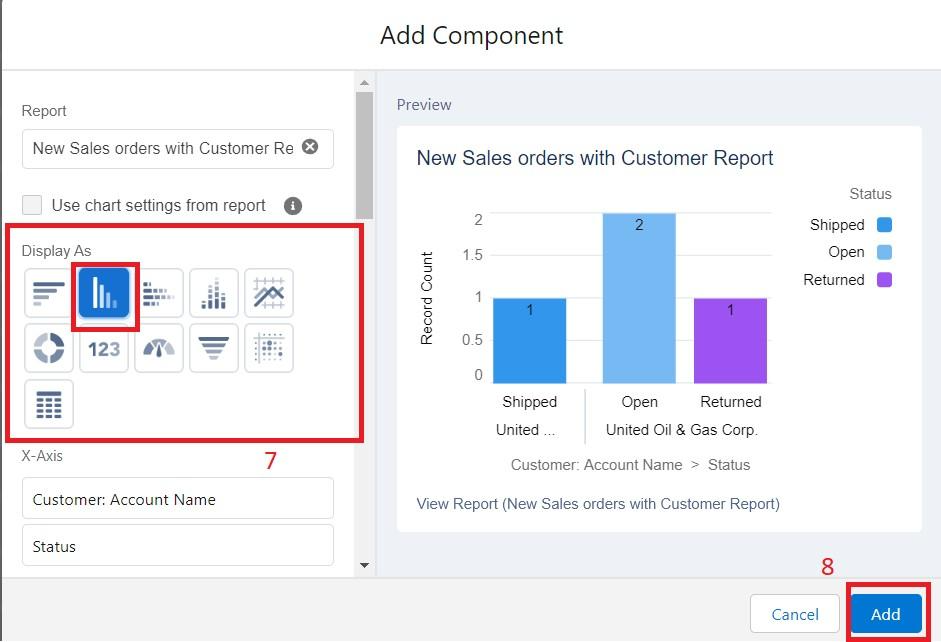 Add Component
Report
New Sales orders with Customer Re
Use chart settings from report
Display As
123
7
X-Axis
Customer: Account Name
Status
Preview
New Sales orders with Customer Report
Status
Shipped
Open
Returned
Record Count
2
1.5
1
0.5
0
1
2
1
Shipped
Open
Returned
United ...
United Oil & Gas Corp.
Customer: Account Name > Status
View Report (New Sales orders with Customer Report)
8
Cancel
Add